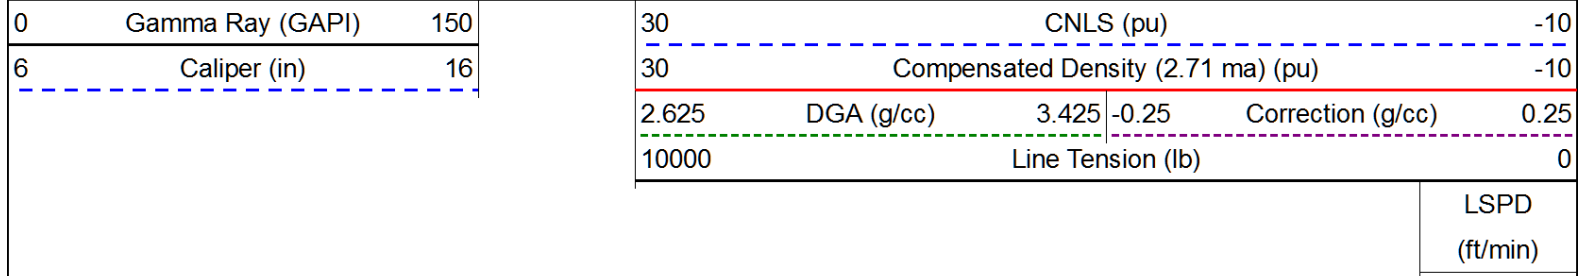 0 Gamma Ray (GAPI) 150 30 CNLS (pu) -10
6 Caliper (in) 16 30 Compensated Density (2.71 ma) (pu) -10
2.625 DGA (g/cc) 3.425 -0.25 Correction (g/cc) 0.25
10000 Line Tension (lb) 0
LSPD
(ft/min)